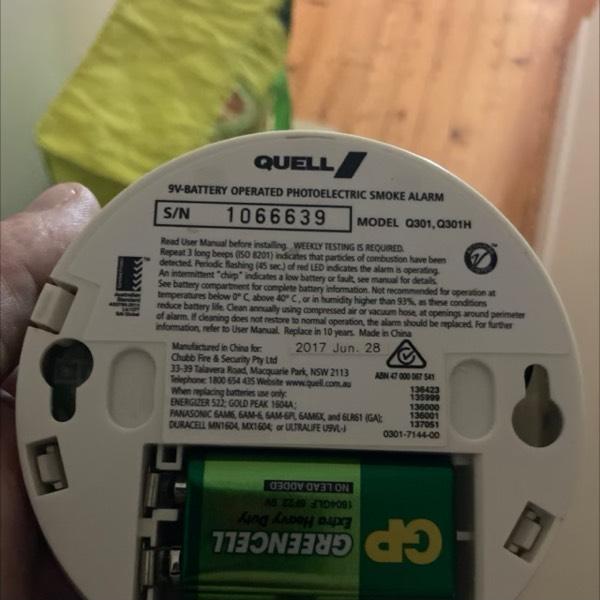 QUELL
9V-BATTERY OPERATED PHOTOELECTRIC SMOKE ALARM
S/N 1066639 MODEL Q301, Q301H
Read User Manual before installing. WEEKLY TESTING IS REQUIRED.
Repeat 3 long beeps (ISO 8201) indicates that particles of combustion have been
detected. Periodic flashing (45 sec.) of red LED indicates the alarm is operating.
An intermittent "chirp" indicates a low battery or fault, see manual for details.
See battery compartment for complete battery information. Not recommended for operation at
temperatures below 0° C, above 40° C, or in humidity higher than 93%, as these conditions
reduce battery life. Clean annually using compressed air or vacuum hose, at openings around perimeter
of alarm. If cleaning does not restore to normal operation, the alarm should be replaced. For further
information, refer to User Manual. Replace in 10 years. Made in China
Manufactured in China for: 2017 Jun. 28
Chubb Fire & Security Pty Ltd
33-39 Talavera Road, Macquarie Park, NSW 2113
Telephone: 1800 654 435 Website www.quell.com.au
ABN 47 000 067 541
When replacing batteries use only:
ENERGIZER 522; GOLD PEAK 1604A;
PANASONIC 6AM6, 6AM-6, 6AM-6PI, 6AM6X, and 6LR61 (GA);
DURACELL MN1604, MX1604; or ULTRALIFE U9VL-J
136423
135999
136000
136001
137051
0301-7144-00
Australian
Standard
GP
GREENCELL
Extra Heavy Duty
1604GLF 6F22 9V
NO LEAD ADDED